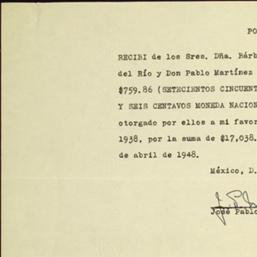 PO
RECIBI de los Sres. Dña. Bárb
del Río y Don Pablo Martínez
$759.86 (SETECIENTOS CINCUENT
Y SEIS CENTAVOS MONEDA NACION
otorgado por ellos a mi favor
1938, por la suma de $17,038.
de abril de 1948.
México, D.
José Pablo